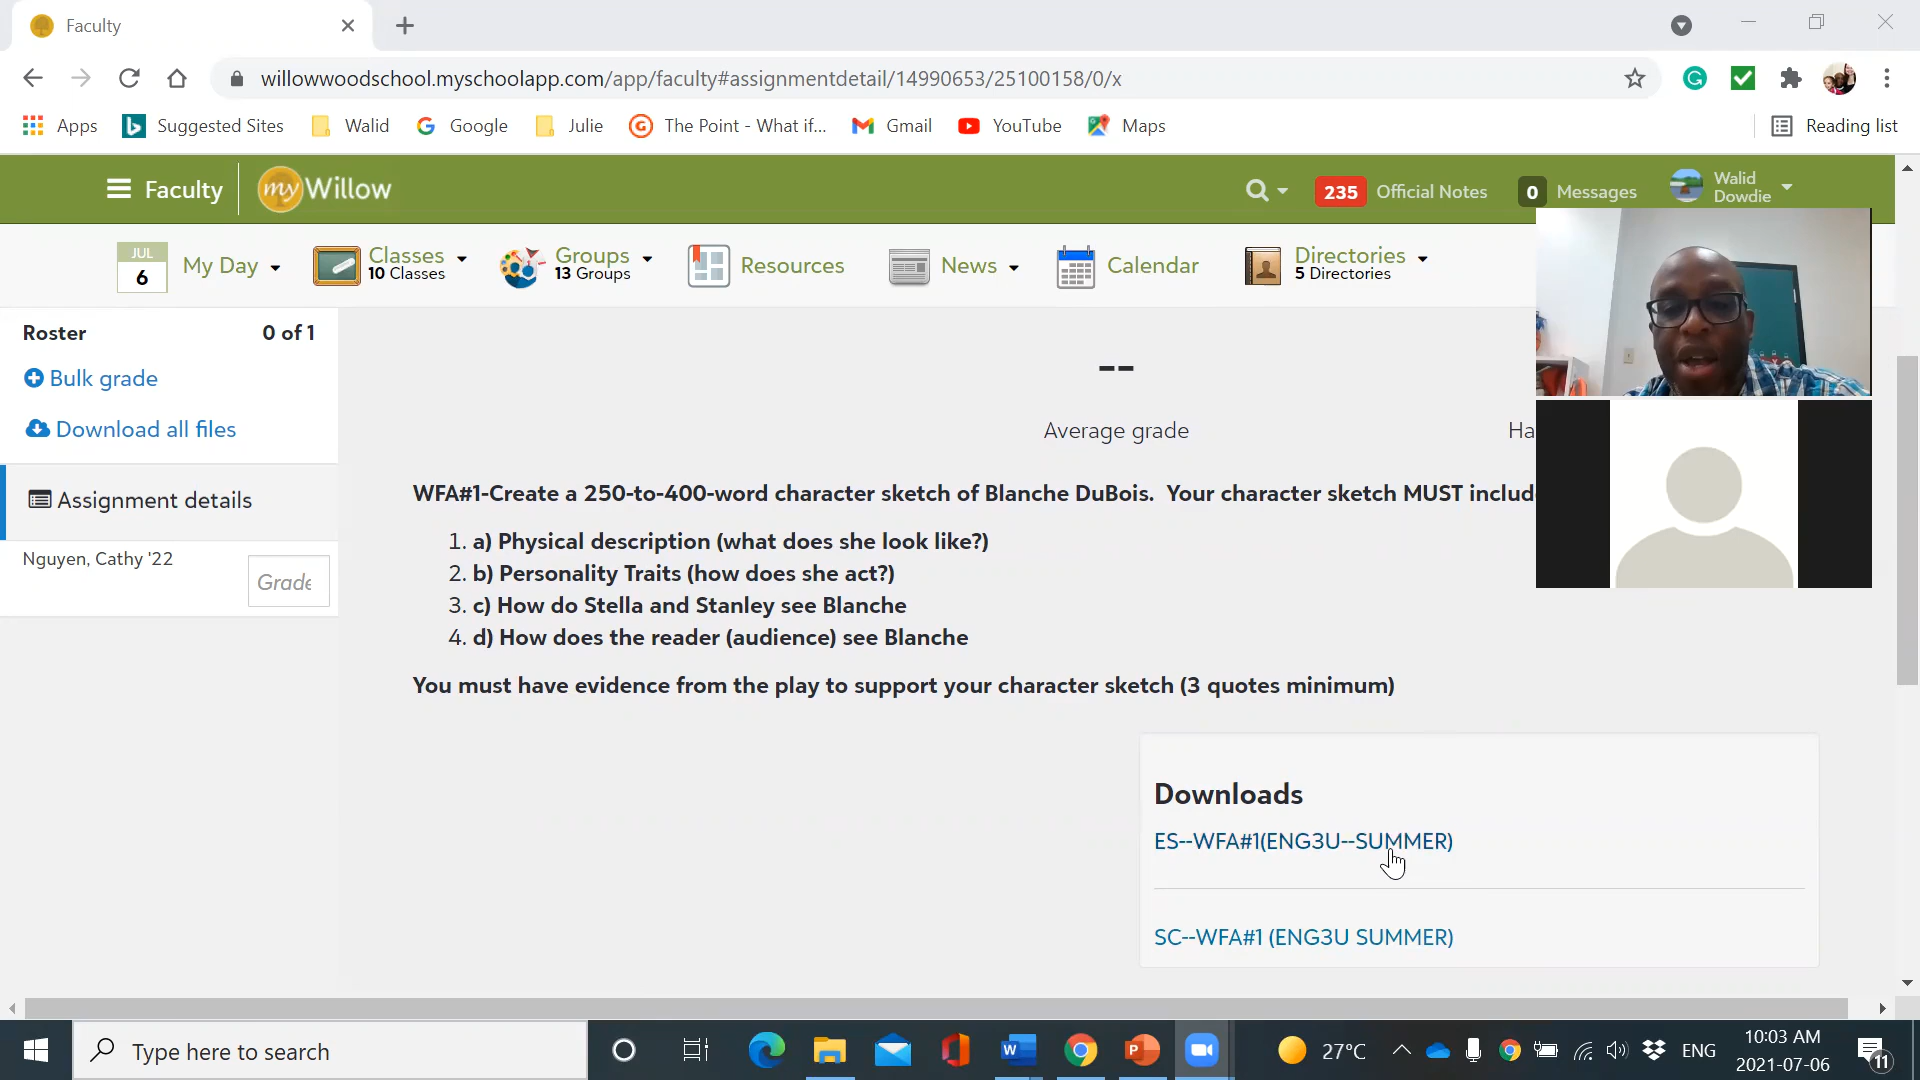 Faculty
willowwoodschool.myschoolapp.com/app/faculty#assignmentdetail/14990653/25100158/0/x
Apps
Suggested Sites
Walid
Google
Julie
The Point - What if...
Gmail
YouTube
Maps
Reading list
Faculty
my Willow
235 Official Notes
0 Messages
Walid
Dowdie
JUL
6
My Day
Classes
10 Classes
Groups
13 Groups
Resources
News
Calendar
Directories
5 Directories
Roster 0 of 1
Bulk grade
Download all files
Assignment details
Nguyen, Cathy '22
Grade
--
Average grade
Ha
WFA#1-Create a 250-to-400-word character sketch of Blanche DuBois. Your character sketch MUST includ
1. a) Physical description (what does she look like?)
2. b) Personality Traits (how does she act?)
3. c) How do Stella and Stanley see Blanche
4. d) How does the reader (audience) see Blanche
You must have evidence from the play to support your character sketch (3 quotes minimum)
Downloads
ES--WFA#1(ENG3U--SUMMER)
SC--WFA#1 (ENG3U SUMMER)
Type here to search
27°C
ENG
10:03 AM
2021-07-06
11